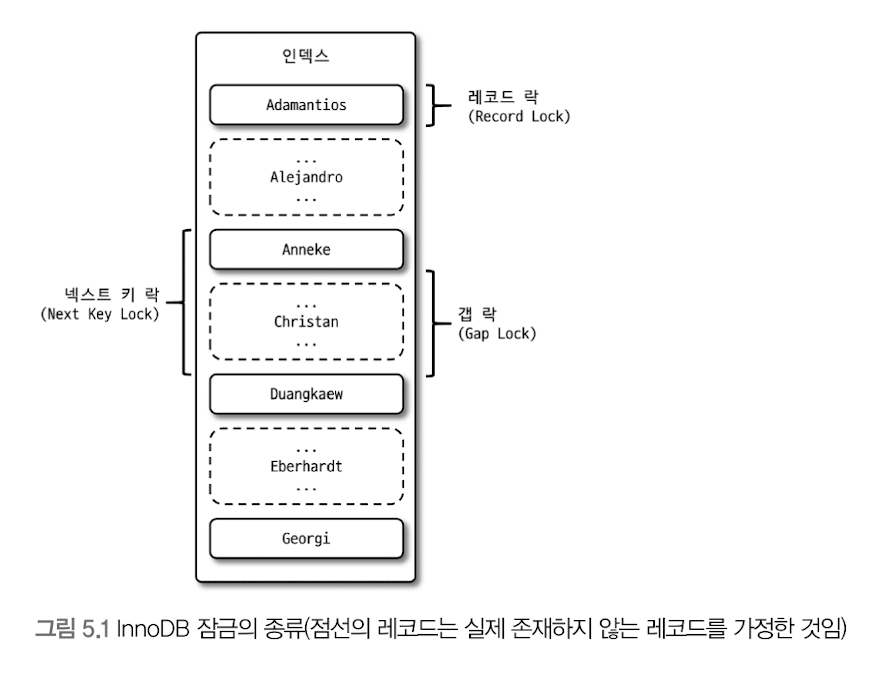 인덱스
Adamantios
레코드 락
(Record Lock)
...
Alejandro
...
Anneke
넥스트 키 락
(Next Key Lock)
...
Christan
...
갭 락
(Gap Lock)
Duangkaew
...
Eberhardt
...
Georgi
그림 5.1 InnoDB 잠금의 종류(점선의 레코드는 실제 존재하지 않는 레코드를 가정한 것임)